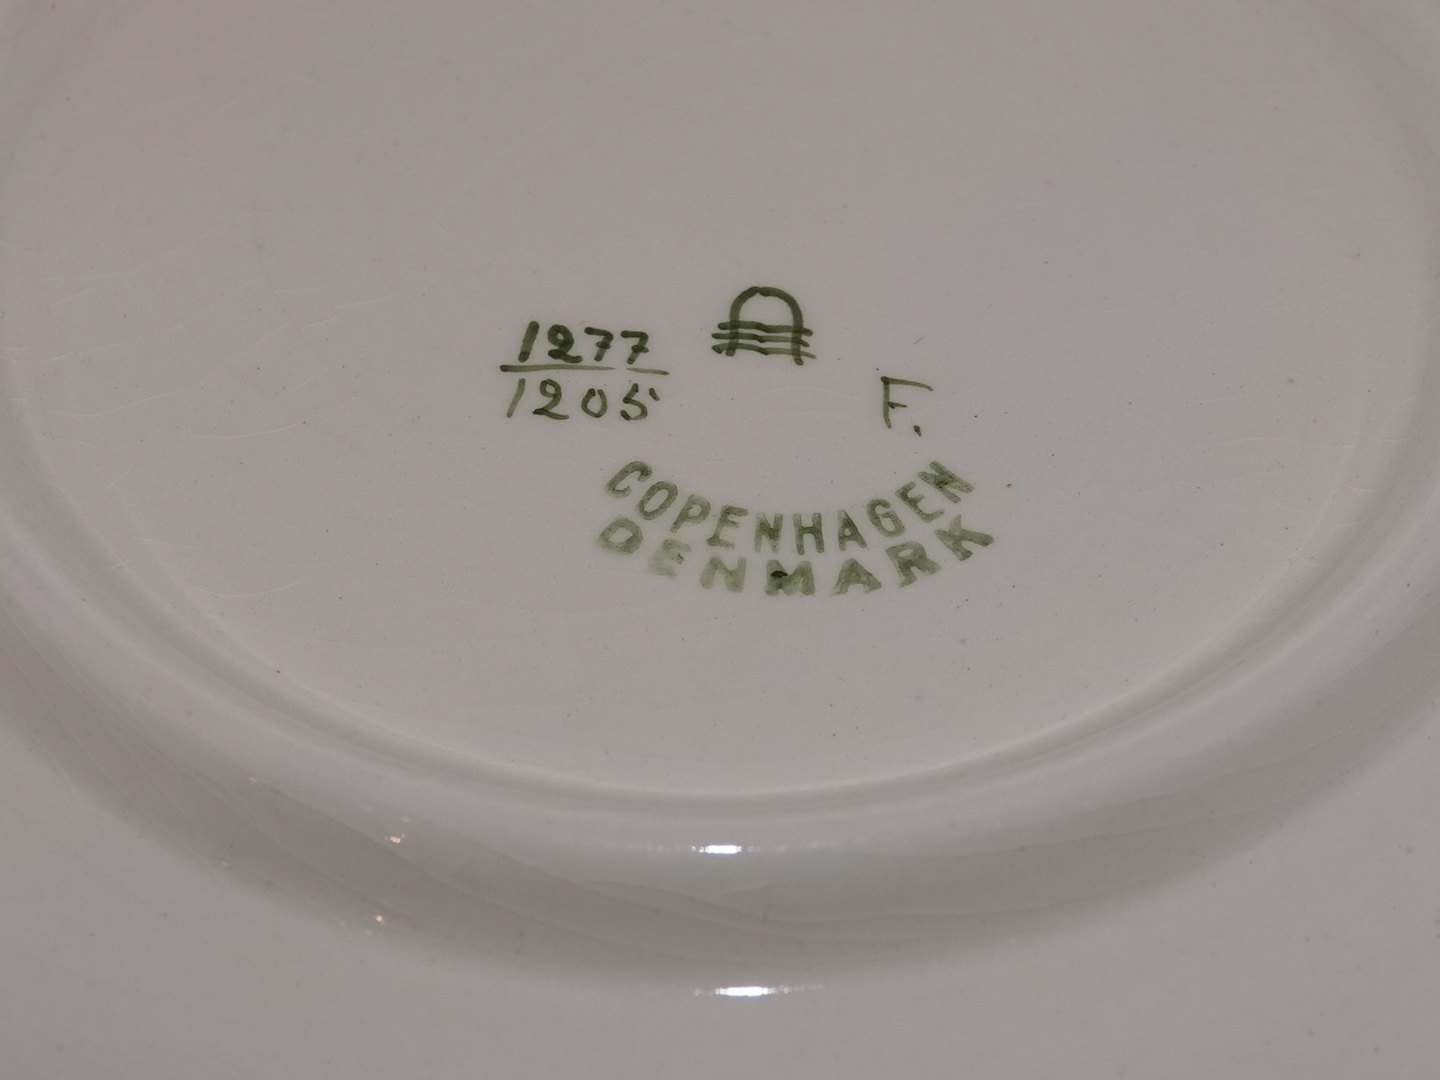 1277
1205
F.
COPENHAGEN
DENMARK